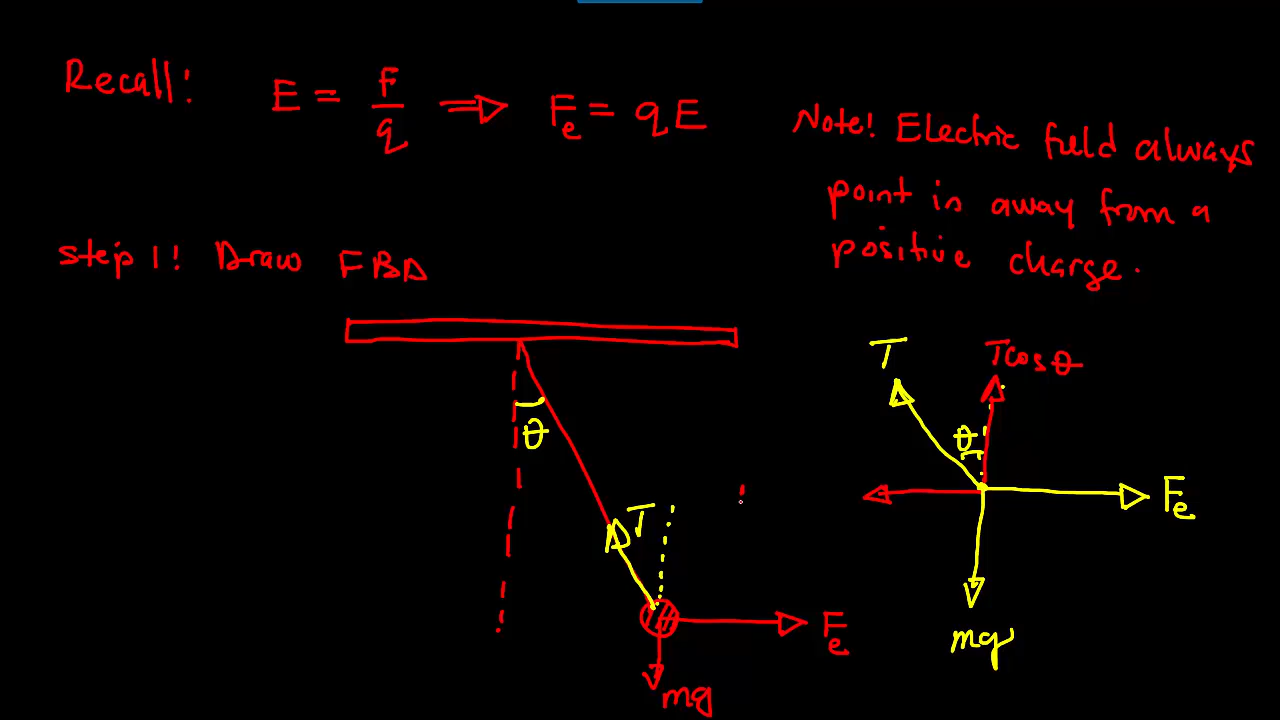 Recall! E = F/q ⟹ Fe = qE
Note! Electric field always
point is away from a
positive charge.
step 1! Draw FBD
T
Tcosθ
θ
θ
T
Fe
Fe
mg
mg